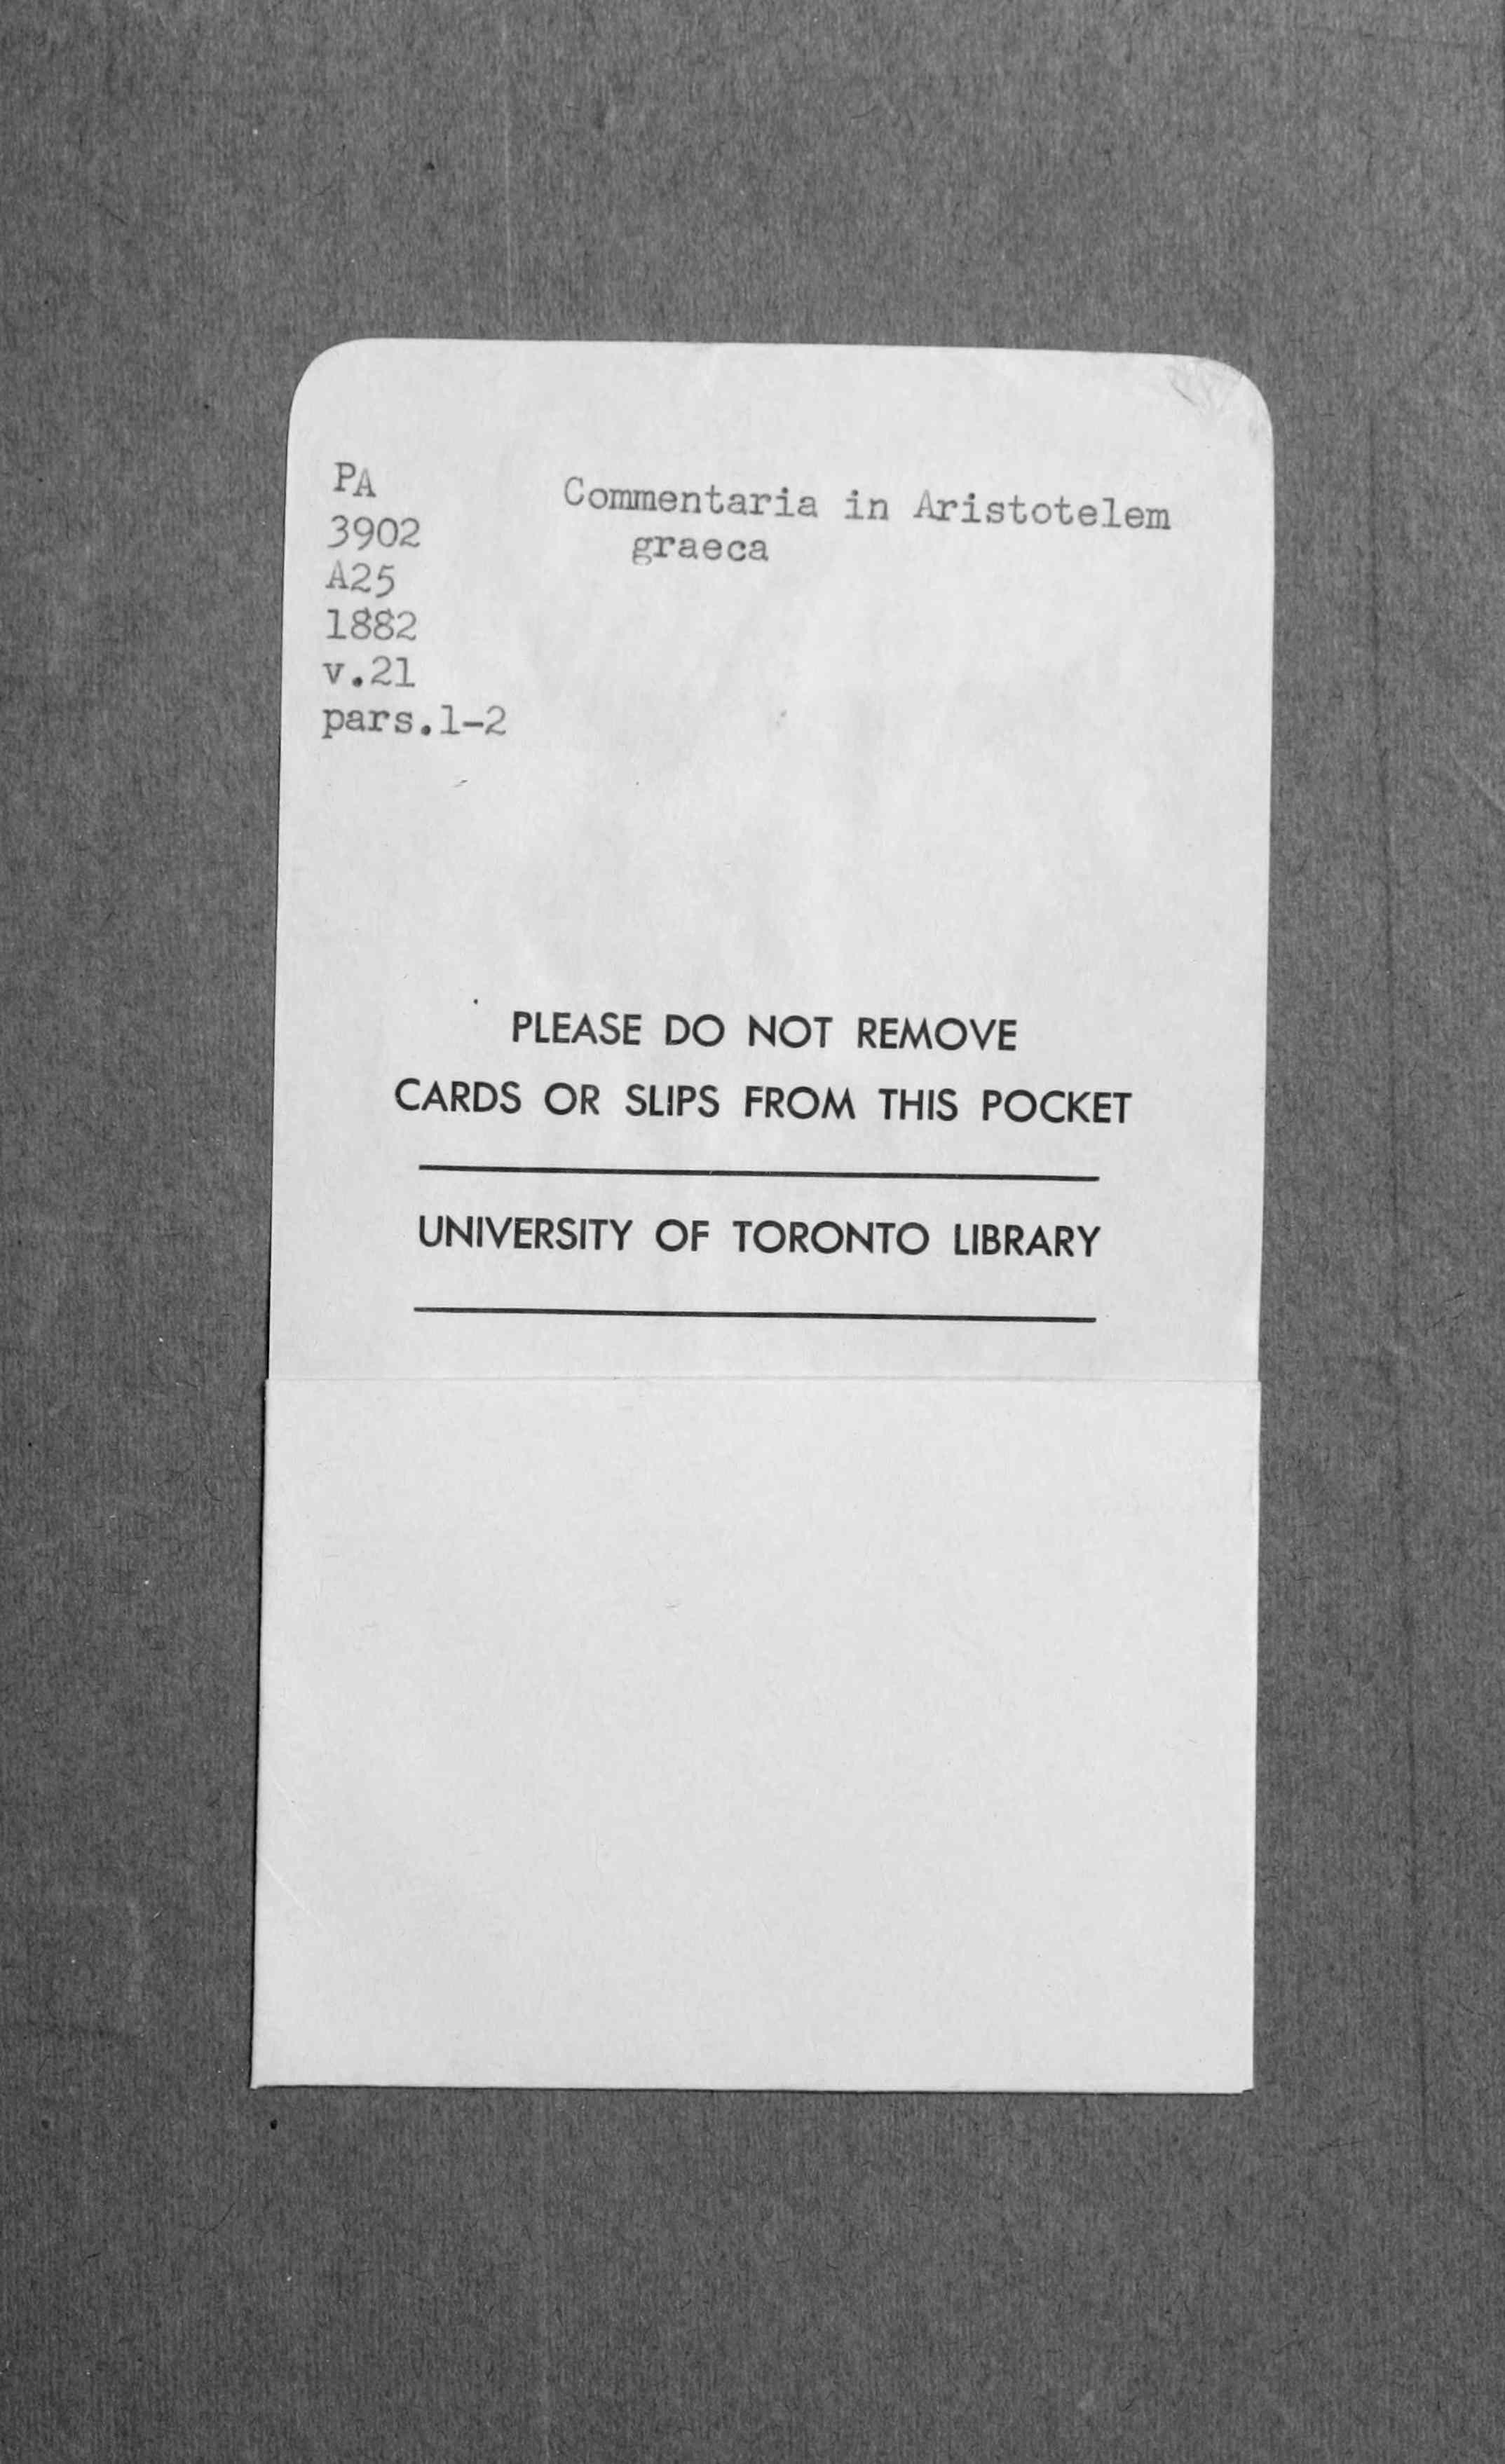 PA
3902
A25
1882
v.21
pars.1-2
Commentaria in Aristotelem
graeca
PLEASE DO NOT REMOVE
CARDS OR SLIPS FROM THIS POCKET
UNIVERSITY OF TORONTO LIBRARY